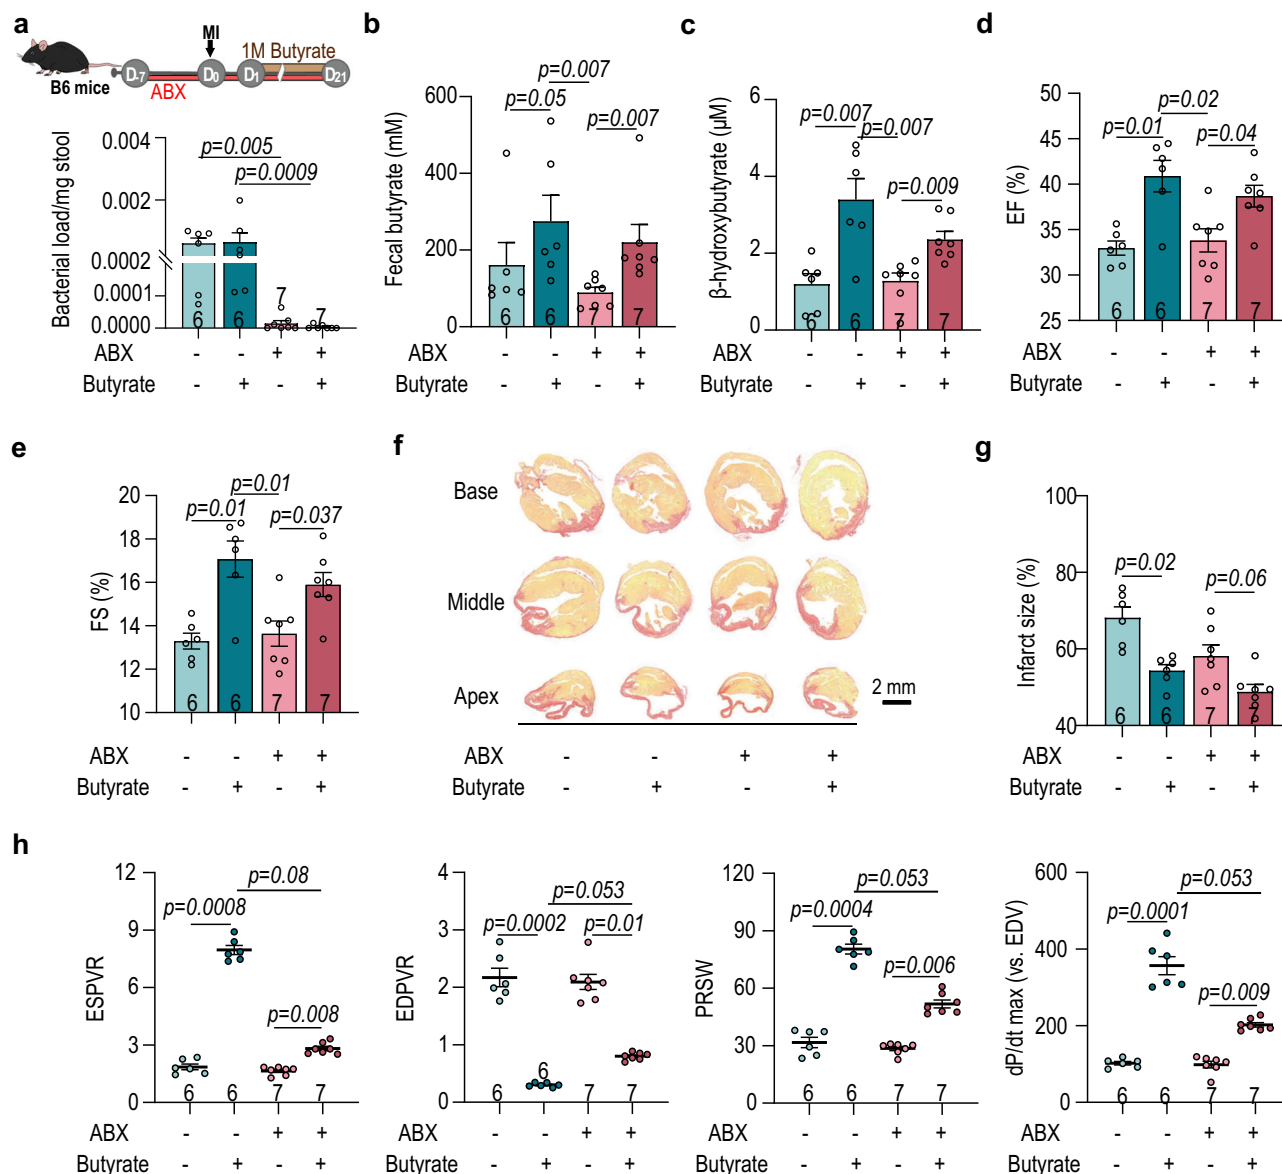 a
MI
1M Butyrate
D-7
D0
D1
D21
B6 mice
ABX
Bacterial load/mg stool
0.004
0.002
0.0002
0.0001
0.0000
p=0.005
p=0.0009
6
6
7
7
ABX - - + +
Butyrate - + - +
b
Fecal butyrate (mM)
600
400
200
0
p=0.007
p=0.05
p=0.007
6
6
7
7
- - + +
- + - +
c
β-hydroxybutyrate (µM)
6
4
2
0
p=0.007
p=0.007
p=0.009
6
6
7
7
ABX - - + +
Butyrate - + - +
d
EF (%)
50
45
40
35
30
25
p=0.02
p=0.01
p=0.04
6
6
7
7
ABX - - + +
Butyrate - + - +
e
FS (%)
20
18
16
14
12
10
p=0.01
p=0.01
p=0.037
6
6
7
7
ABX - - + +
Butyrate - + - +
f
Base
Middle
Apex
2 mm
ABX - - + +
Butyrate - + - +
g
Infarct size (%)
100
80
60
40
p=0.02
p=0.06
6
6
7
7
ABX - - + +
Butyrate - + - +
h
ESPVR
12
9
6
3
0
p=0.08
p=0.0008
p=0.008
6 6 7 7
ABX - - + +
Butyrate - + - +
EDPVR
4
3
2
1
0
p=0.053
p=0.0002
p=0.01
6
6
7
7
ABX - - + +
Butyrate - + - +
PRSW
120
90
60
30
0
p=0.053
p=0.0004
p=0.006
6 6 7 7
ABX - - + +
Butyrate - + - +
dP/dt max (vs. EDV)
600
400
200
0
p=0.053
p=0.0001
p=0.009
6 6 7 7
ABX - - + +
Butyrate - + - +